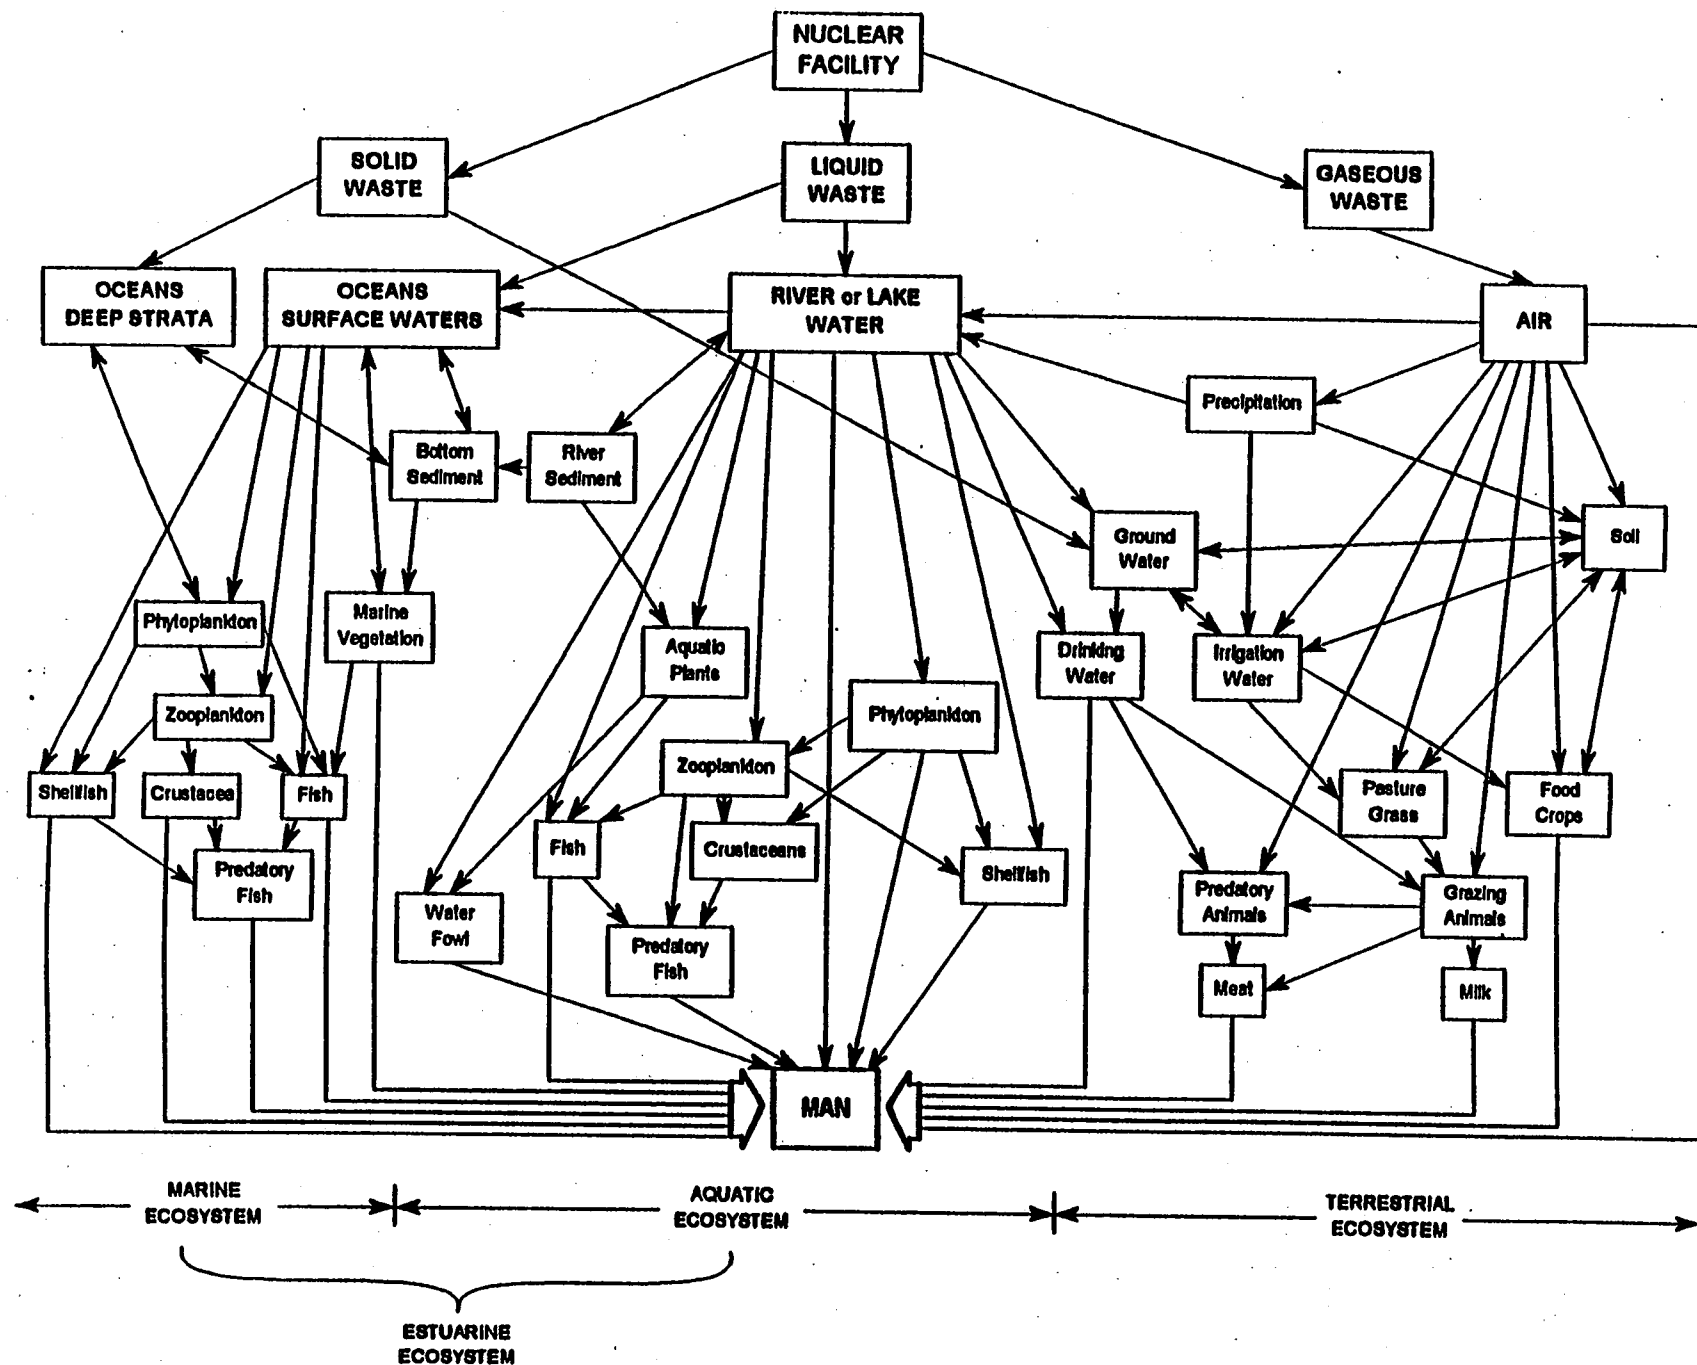 NUCLEAR
FACILITY
SOLID
WASTE
LIQUID
WASTE
GASEOUS
WASTE
OCEANS
DEEP STRATA
OCEANS
SURFACE WATERS
RIVER or LAKE
WATER
AIR
Precipitation
Bottom
Sediment
River
Sediment
Ground
Water
Soil
Phytoplankton
Marine
Vegetation
Aquatic
Plants
Drinking
Water
Irrigation
Water
Zooplankton
Phytoplankton
Zooplankton
Shellfish
Crustacea
Fish
Pasture
Grass
Food
Crops
Fish
Crustaceans
Shellfish
Predatory
Fish
Water
Fowl
Predatory
Fish
Predatory
Animals
Grazing
Animals
Meat
Milk
MAN
MARINE
ECOSYSTEM
AQUATIC
ECOSYSTEM
TERRESTRIAL
ECOSYSTEM
ESTUARINE
ECOSYSTEM